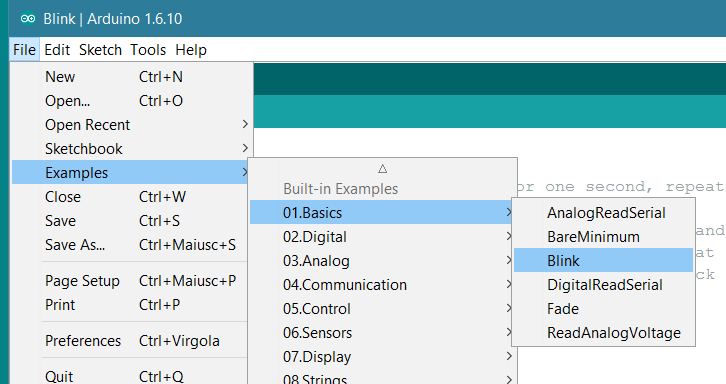 Blink | Arduino 1.6.10
File Edit Sketch Tools Help
New Ctrl+N
Open... Ctrl+O
Open Recent
Sketchbook
Examples
Close Ctrl+W
Save Ctrl+S
Save As... Ctrl+Maiusc+S
Page Setup Ctrl+Maiusc+P
Print Ctrl+P
Preferences Ctrl+Virgola
Quit Ctrl+Q
Built-in Examples
01.Basics
02.Digital
03.Analog
04.Communication
05.Control
06.Sensors
07.Display
08.Strings
AnalogReadSerial
BareMinimum
Blink
DigitalReadSerial
Fade
ReadAnalogVoltage
or one second, repeat
and
at
ck